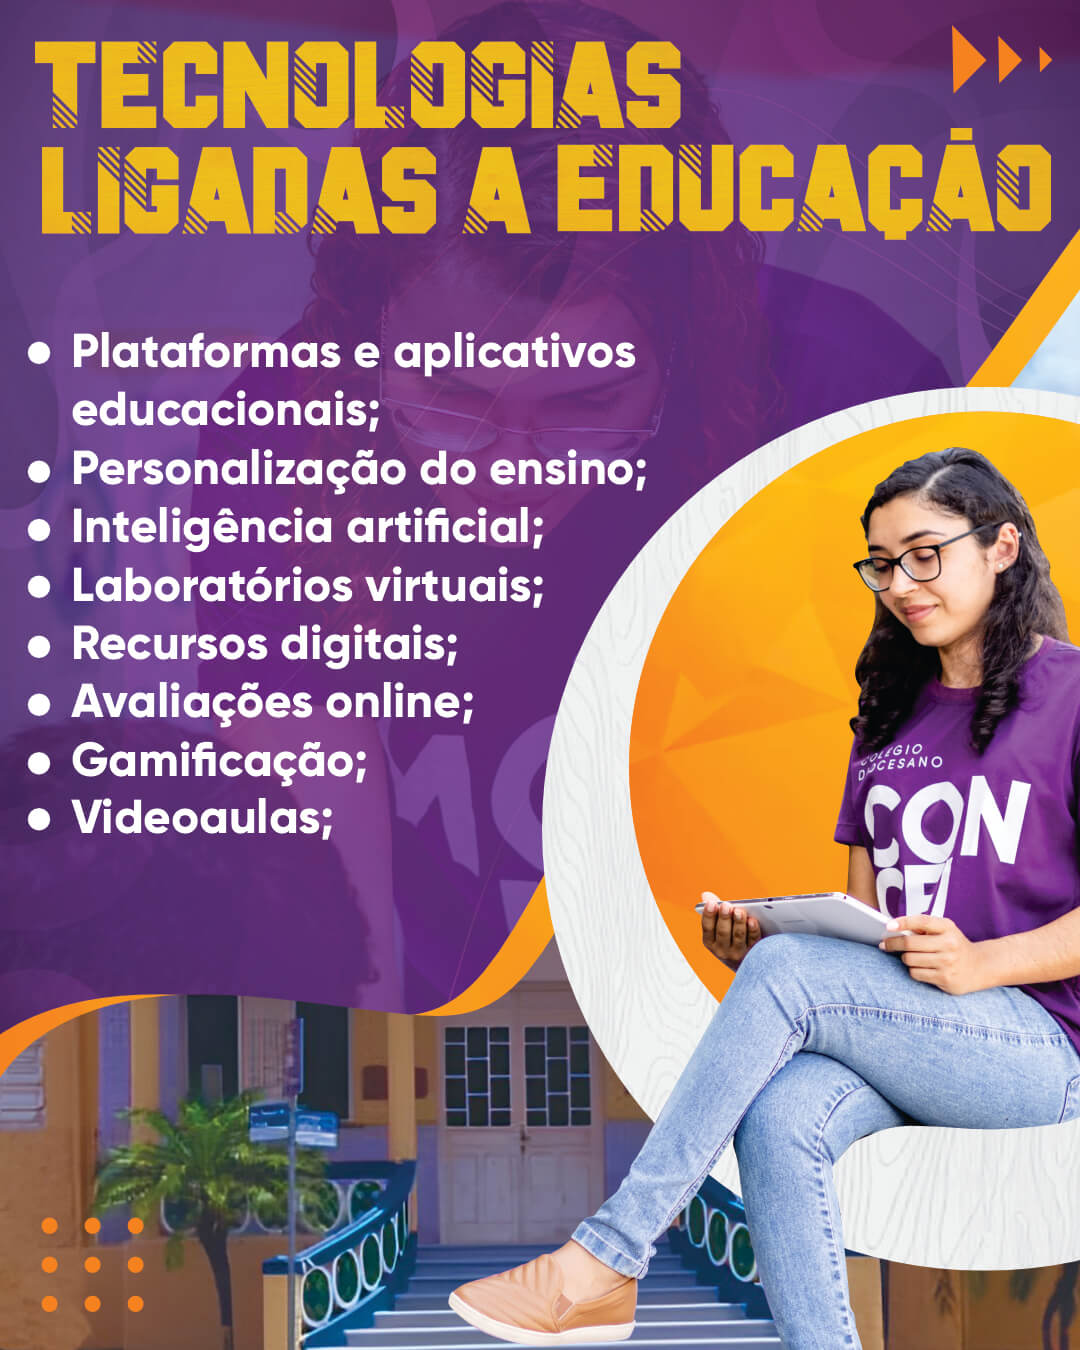 TECNOLOGIAS
LIGADAS A EDUCAÇÃO
• Plataformas e aplicativos
educacionais;
• Personalização do ensino;
• Inteligência artificial;
• Laboratórios virtuais;
• Recursos digitais;
• Avaliações online;
• Gamificação;
• Videoaulas;
COLÉGIO
DIOCESANO
CON